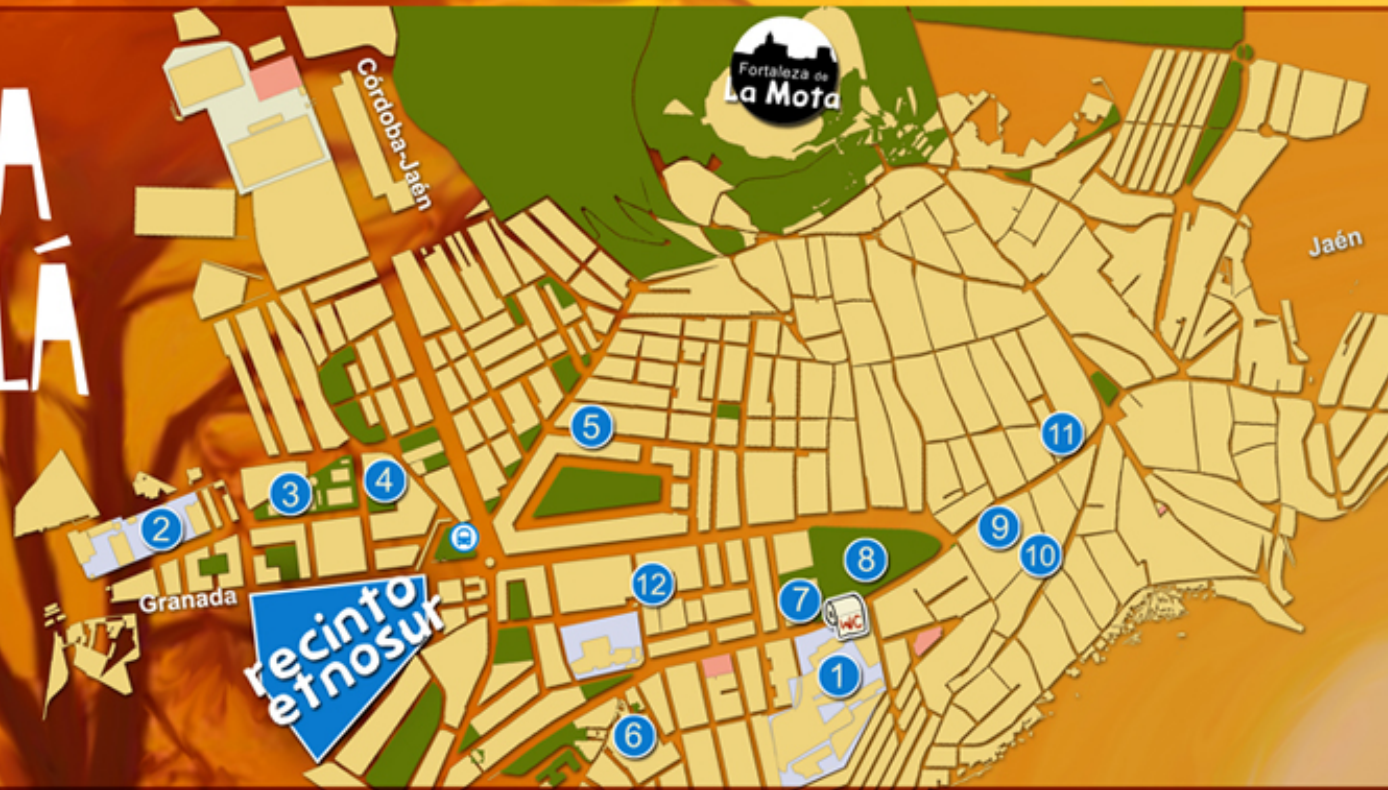 A
LÁ
Córdoba-Jaén
Fortaleza de
La Mota
Jaén
5
11
3
4
2
9
10
12
8
7
WC
Granada
recinto
etnosur
1
6